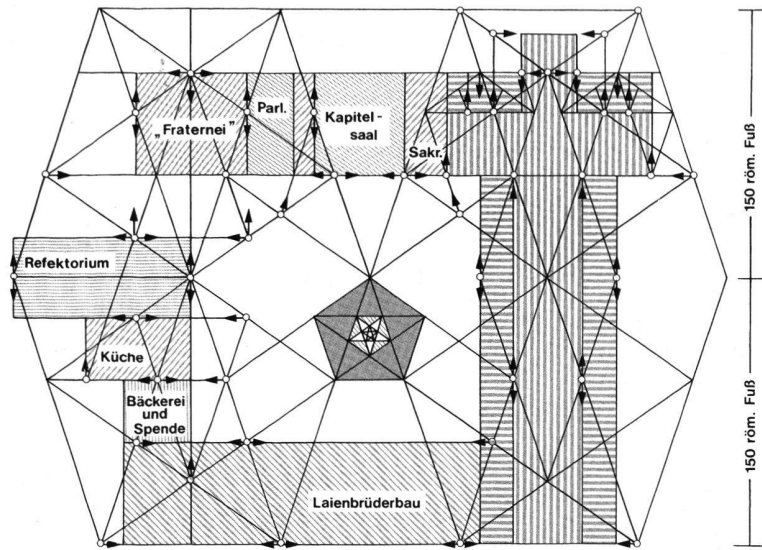 „Fraternei”
Parl.
Kapitel-
saal
Sakr.
150 röm. Fuß
Refektorium
Küche
Bäckerei
und
Spende
150 röm. Fuß
Laienbrüderbau